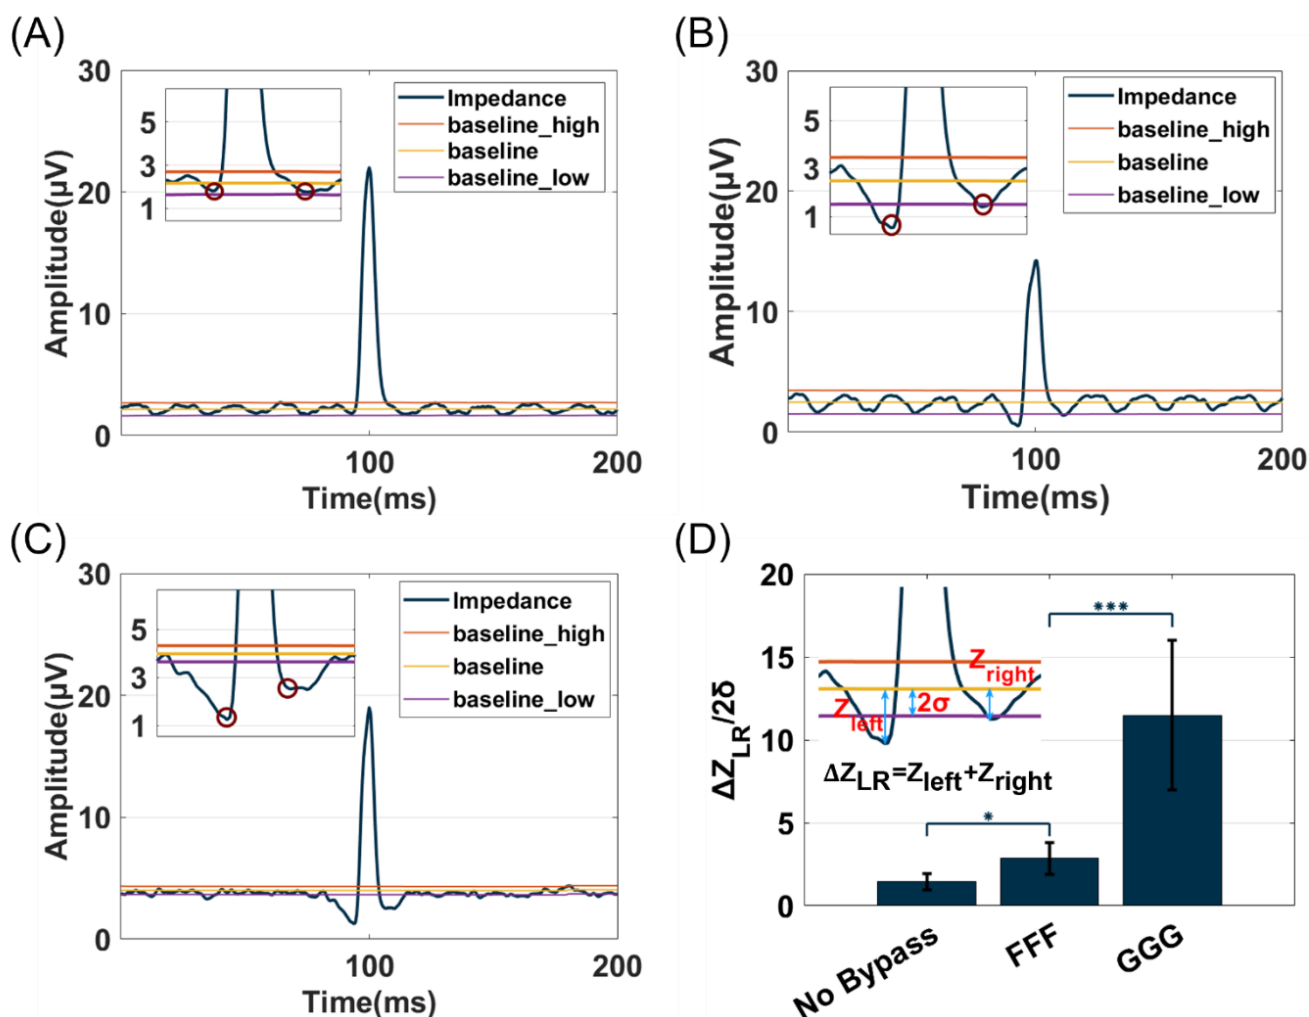 (A)
30
20
10
0
Amplitude(µV)
5
3
1
Impedance
baseline_high
baseline
baseline_low
100
200
Time(ms)
(B)
30
20
10
0
Amplitude(µV)
5
3
1
Impedance
baseline_high
baseline
baseline_low
100
200
Time(ms)
(C)
30
20
10
0
Amplitude(µV)
5
3
1
Impedance
baseline_high
baseline
baseline_low
100
200
Time(ms)
(D)
20
15
10
5
0
ΔZLR/2δ
Zleft
2σ
Zright
ΔZLR=Zleft+Zright
*
***
No Bypass
FFF
GGG